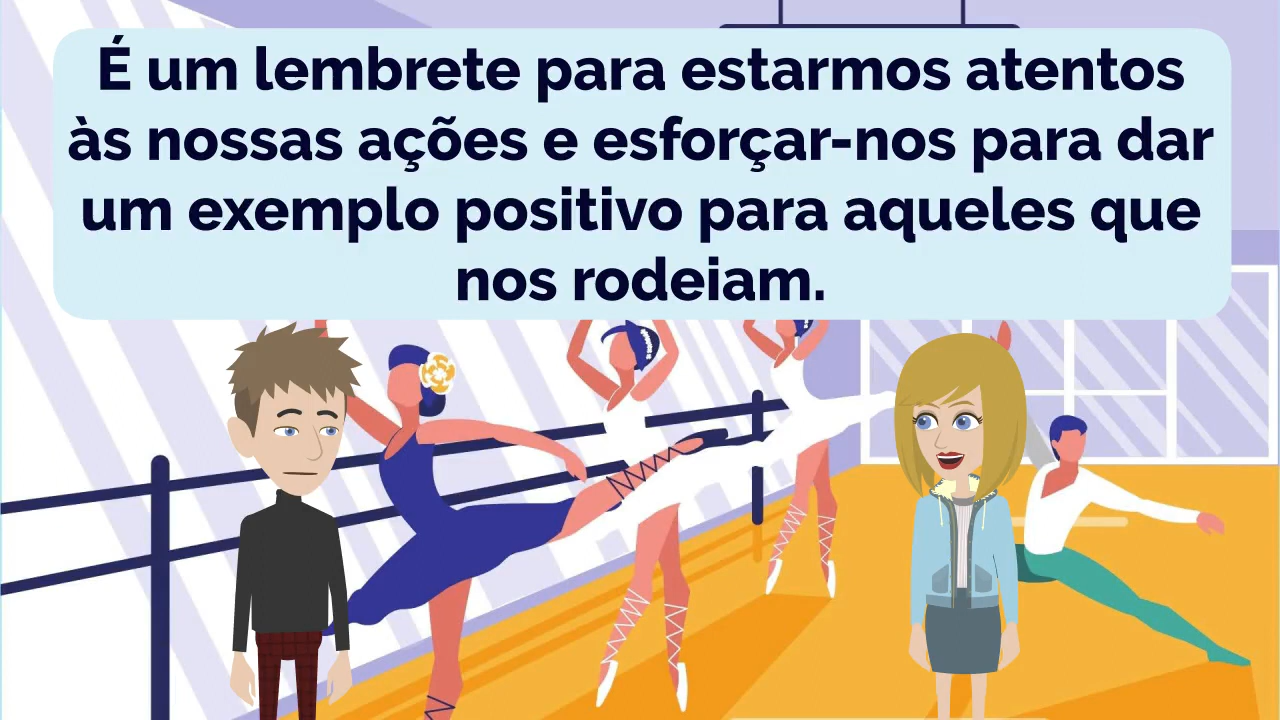 É um lembrete para estarmos atentos
às nossas ações e esforçar-nos para dar
um exemplo positivo para aqueles que
nos rodeiam.